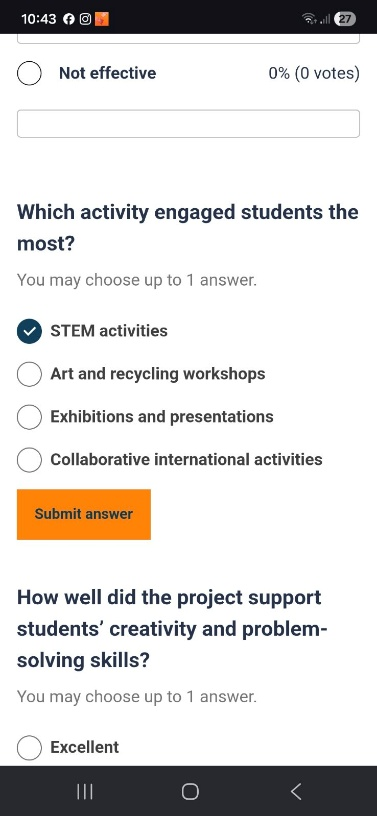 10:43
27
Not effective 0% (0 votes)
Which activity engaged students the
most?
You may choose up to 1 answer.
STEM activities
Art and recycling workshops
Exhibitions and presentations
Collaborative international activities
Submit answer
How well did the project support
students’ creativity and problem-
solving skills?
You may choose up to 1 answer.
Excellent